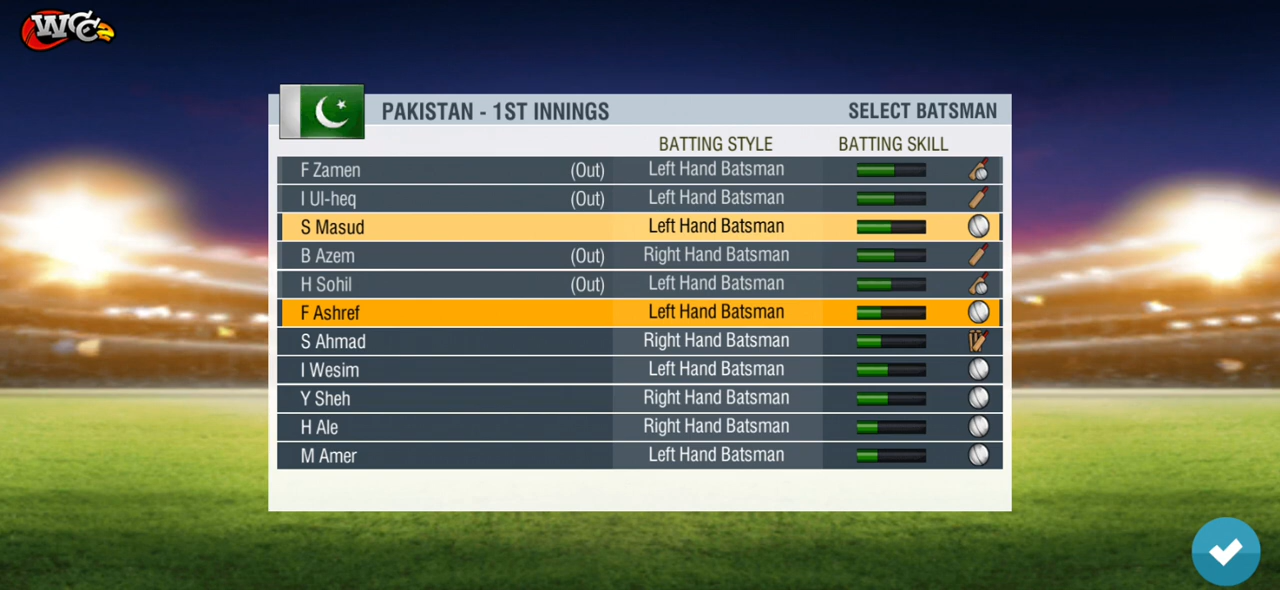 WCC
PAKISTAN - 1ST INNINGS SELECT BATSMAN
BATTING STYLE BATTING SKILL
F Zamen (Out) Left Hand Batsman
I Ul-heq (Out) Left Hand Batsman
S Masud Left Hand Batsman
B Azem (Out) Right Hand Batsman
H Sohil (Out) Left Hand Batsman
F Ashref Left Hand Batsman
S Ahmad Right Hand Batsman
I Wesim Left Hand Batsman
Y Sheh Right Hand Batsman
H Ale Right Hand Batsman
M Amer Left Hand Batsman